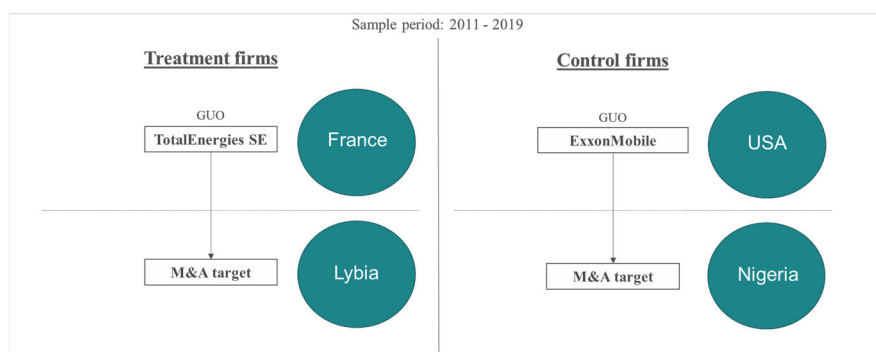 Sample period: 2011 - 2019
Treatment firms
GUO
TotalEnergies SE
France
M&A target
Lybia
Control firms
GUO
ExxonMobile
USA
M&A target
Nigeria